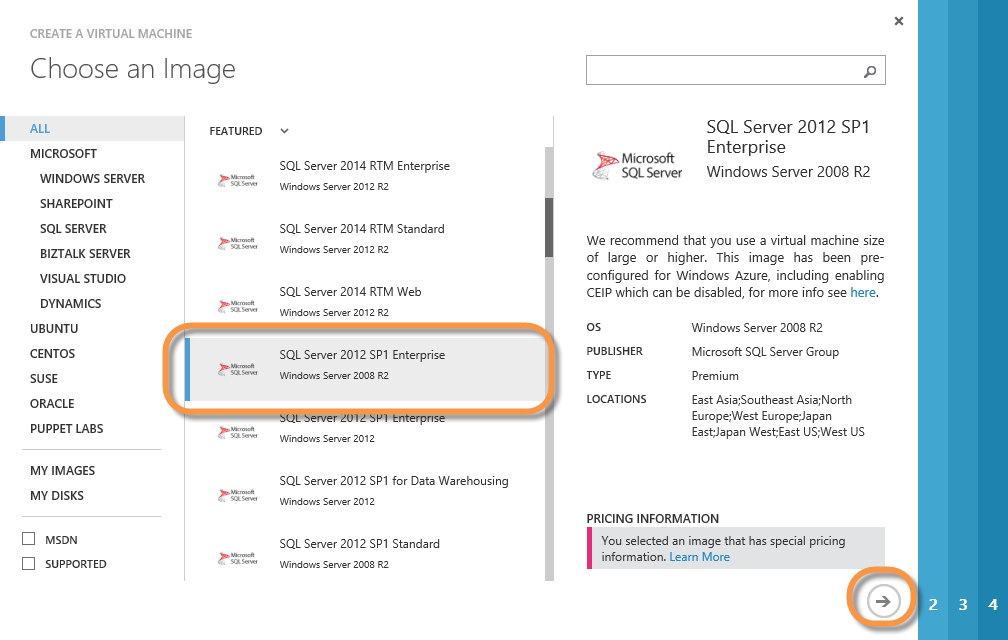 CREATE A VIRTUAL MACHINE
Choose an Image
ALL
MICROSOFT
WINDOWS SERVER
SHAREPOINT
SQL SERVER
BIZTALK SERVER
VISUAL STUDIO
DYNAMICS
UBUNTU
CENTOS
SUSE
ORACLE
PUPPET LABS
MY IMAGES
MY DISKS
MSDN
SUPPORTED
FEATURED
Microsoft
SQL Server
SQL Server 2014 RTM Enterprise
Windows Server 2012 R2
Microsoft
SQL Server
SQL Server 2014 RTM Standard
Windows Server 2012 R2
Microsoft
SQL Server
SQL Server 2014 RTM Web
Windows Server 2012 R2
Microsoft
SQL Server
SQL Server 2012 SP1 Enterprise
Windows Server 2008 R2
Microsoft
SQL Server
SQL Server 2012 SP1 Enterprise
Windows Server 2012
Microsoft
SQL Server
SQL Server 2012 SP1 for Data Warehousing
Windows Server 2012
Microsoft
SQL Server
SQL Server 2012 SP1 Standard
Windows Server 2008 R2
Microsoft
SQL Server
SQL Server 2012 SP1
Enterprise
Windows Server 2008 R2
We recommend that you use a virtual machine size
of large or higher. This image has been pre-
configured for Windows Azure, including enabling
CEIP which can be disabled, for more info see here.
OS Windows Server 2008 R2
PUBLISHER Microsoft SQL Server Group
TYPE Premium
LOCATIONS East Asia;Southeast Asia;North
Europe;West Europe;Japan
East;Japan West;East US;West US
PRICING INFORMATION
You selected an image that has special pricing
information. Learn More
2 3 4